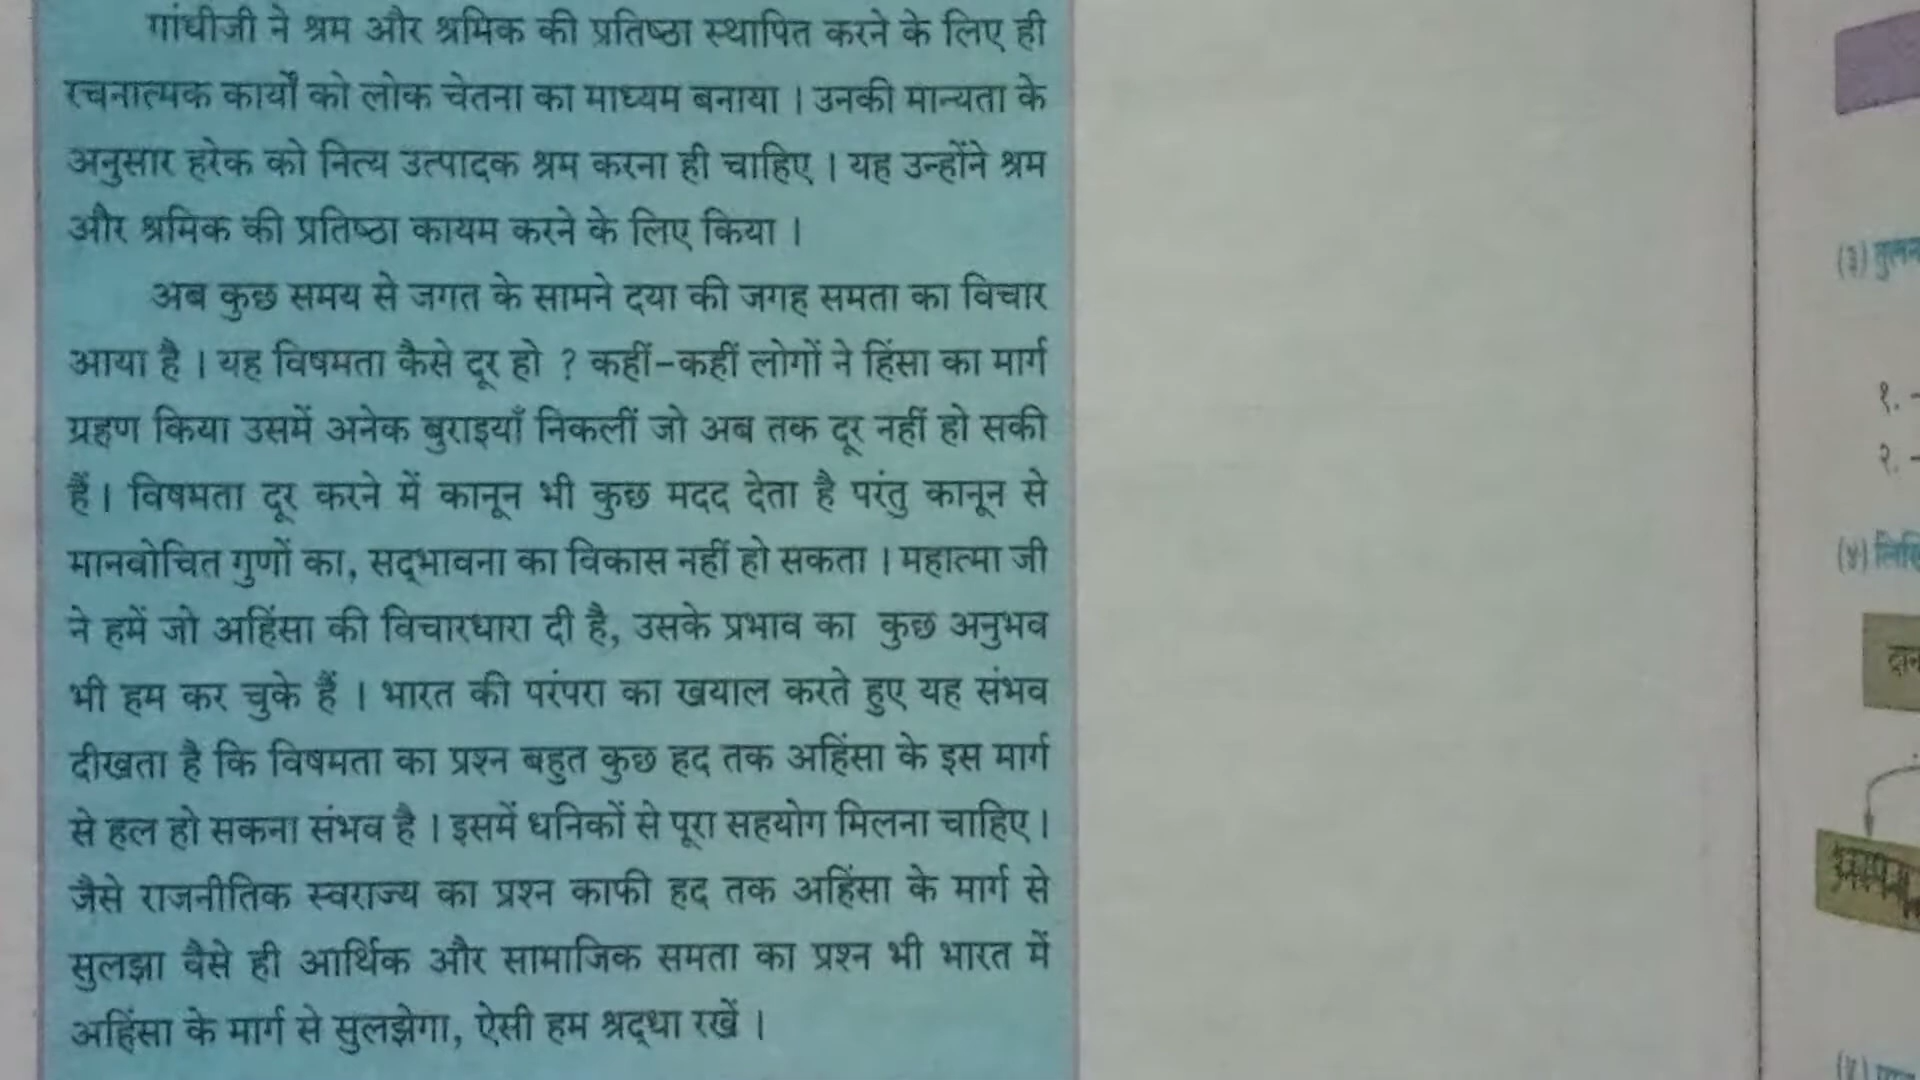 गांधीजी ने श्रम और श्रमिक की प्रतिष्ठा स्थापित करने के लिए ही
रचनात्मक कार्यों को लोक चेतना का माध्यम बनाया । उनकी मान्यता के
अनुसार हरेक को नित्य उत्पादक श्रम करना ही चाहिए । यह उन्होंने श्रम
और श्रमिक की प्रतिष्ठा कायम करने के लिए किया ।
अब कुछ समय से जगत के सामने दया की जगह समता का विचार
आया है । यह विषमता कैसे दूर हो ? कहीं-कहीं लोगों ने हिंसा का मार्ग
ग्रहण किया उसमें अनेक बुराइयाँ निकलीं जो अब तक दूर नहीं हो सकी
हैं । विषमता दूर करने में कानून भी कुछ मदद देता है परंतु कानून से
मानवोचित गुणों का, सद्भावना का विकास नहीं हो सकता । महात्मा जी
ने हमें जो अहिंसा की विचारधारा दी है, उसके प्रभाव का कुछ अनुभव
भी हम कर चुके हैं । भारत की परंपरा का खयाल करते हुए यह संभव
दीखता है कि विषमता का प्रश्न बहुत कुछ हद तक अहिंसा के इस मार्ग
से हल हो सकना संभव है । इसमें धनिकों से पूरा सहयोग मिलना चाहिए ।
जैसे राजनीतिक स्वराज्य का प्रश्न काफी हद तक अहिंसा के मार्ग से
सुलझा वैसे ही आर्थिक और सामाजिक समता का प्रश्न भी भारत में
अहिंसा के मार्ग से सुलझेगा, ऐसी हम श्रद्धा रखें ।
(३)
१. -
२. -
(४)